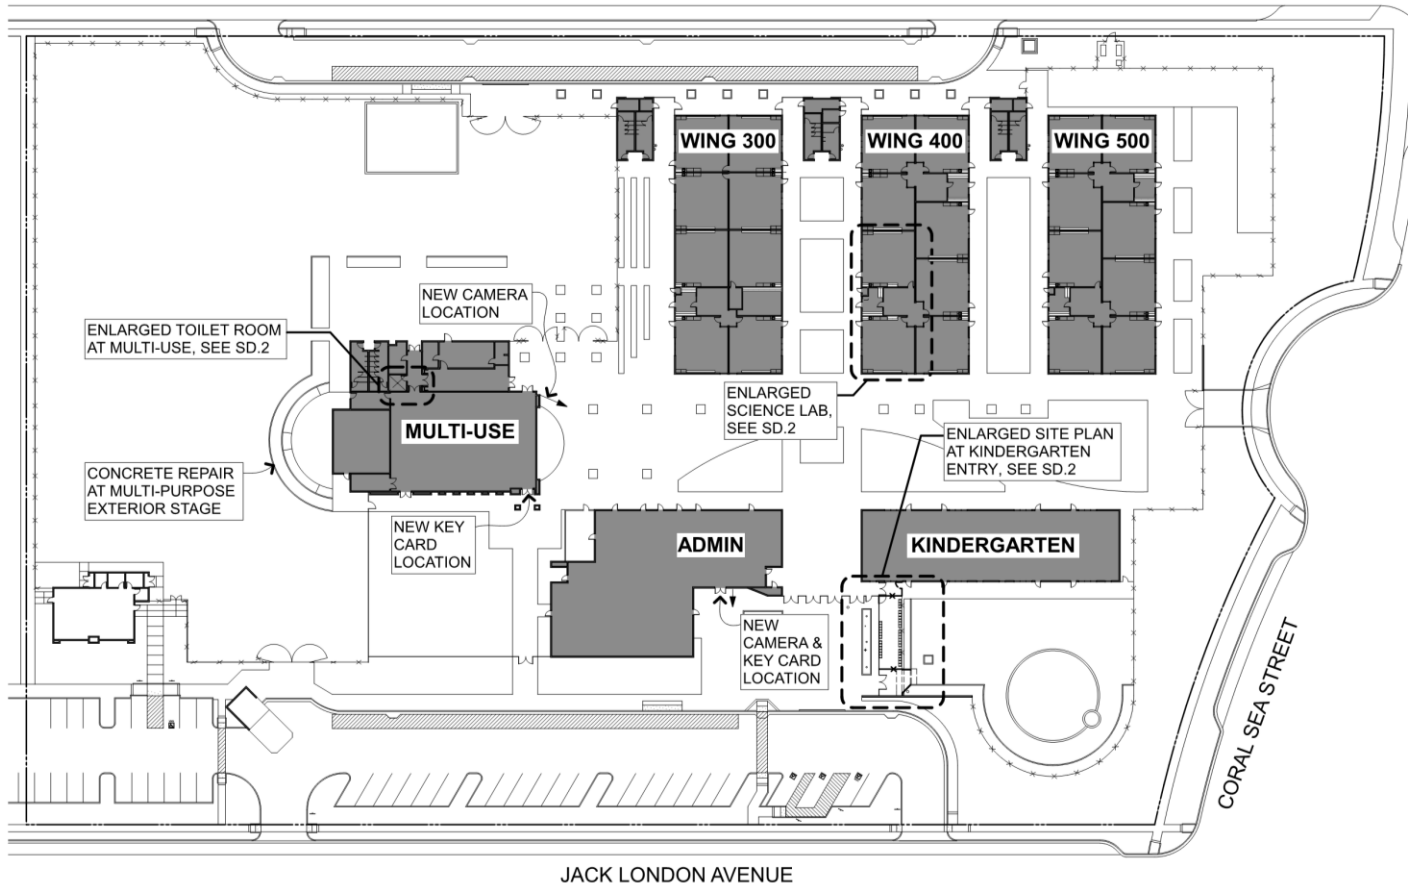 WING 300
WING 400
WING 500
NEW CAMERA
LOCATION
ENLARGED TOILET ROOM
AT MULTI-USE, SEE SD.2
ENLARGED
SCIENCE LAB,
SEE SD.2
MULTI-USE
ENLARGED SITE PLAN
AT KINDERGARTEN
ENTRY, SEE SD.2
CONCRETE REPAIR
AT MULTI-PURPOSE
EXTERIOR STAGE
NEW KEY
CARD
LOCATION
ADMIN
KINDERGARTEN
NEW
CAMERA &
KEY CARD
LOCATION
CORAL SEA STREET
JACK LONDON AVENUE